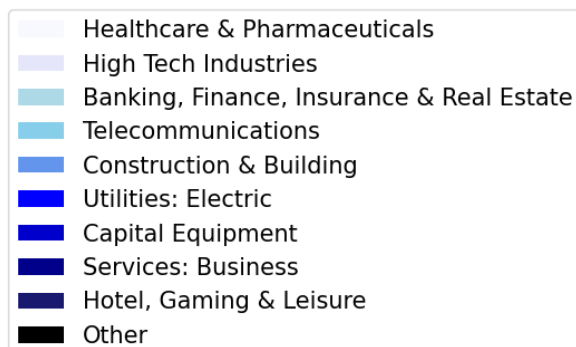 Healthcare & Pharmaceuticals
High Tech Industries
Banking, Finance, Insurance & Real Estate
Telecommunications
Construction & Building
Utilities: Electric
Capital Equipment
Services: Business
Hotel, Gaming & Leisure
Other